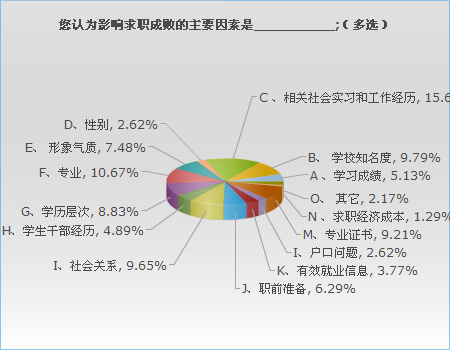 您认为影响求职成败的主要因素是____________;( 多选 )
C 、相关社会实习和工作经历, 15.6
D、性别, 2.62%
E、 形象气质, 7.48%
B、 学校知名度, 9.79%
F、专业, 10.67%
A 、学习成绩, 5.13%
O、 其它, 2.17%
G、学历层次, 8.83%
N 、求职经济成本, 1.29%
H、学生干部经历, 4.89%
M、专业证书, 9.21%
I、户口问题, 2.62%
I、社会关系, 9.65%
K、有效就业信息, 3.77%
J、职前准备, 6.29%